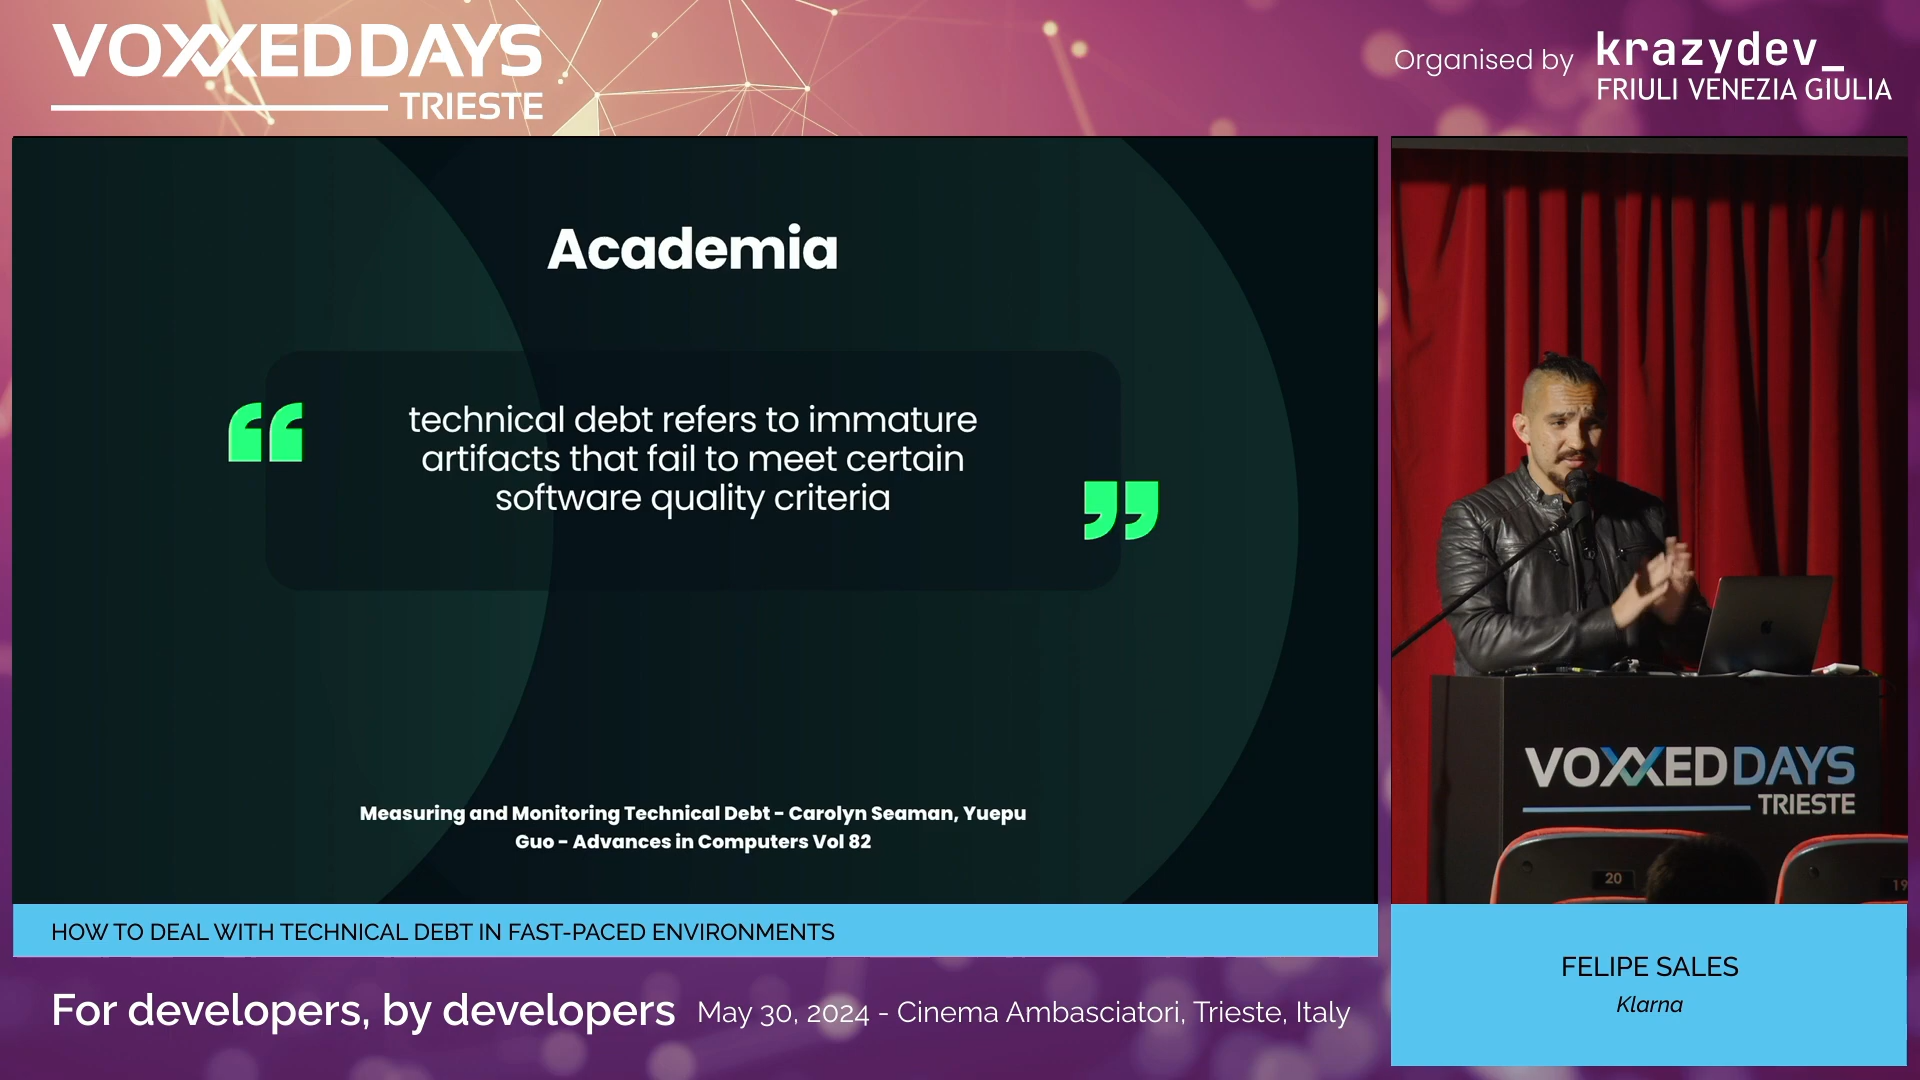 VOXXEDDAYS
TRIESTE
Organised by krazydev_
FRIULI VENEZIA GIULIA
Academia
“ technical debt refers to immature
artifacts that fail to meet certain
software quality criteria ”
Measuring and Monitoring Technical Debt - Carolyn Seaman, Yuepu
Guo - Advances in Computers Vol 82
VOXXEDDAYS
TRIESTE
20
19
HOW TO DEAL WITH TECHNICAL DEBT IN FAST-PACED ENVIRONMENTS
FELIPE SALES
Klarna
For developers, by developers May 30, 2024 - Cinema Ambasciatori, Trieste, Italy